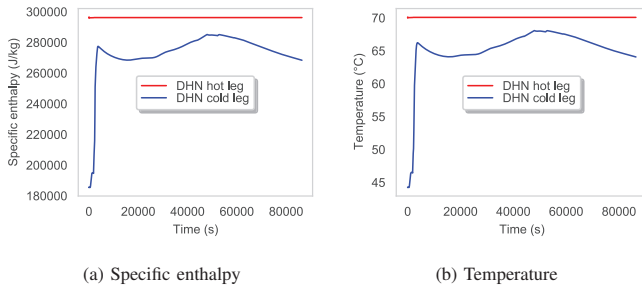 Specific enthalpy (J/kg)
300000
280000
260000
240000
220000
200000
180000
DHN hot leg
DHN cold leg
0 20000 40000 60000 80000
Time (s)
(a) Specific enthalpy
Temperature (°C)
70
65
60
55
50
45
DHN hot leg
DHN cold leg
0 20000 40000 60000 80000
Time (s)
(b) Temperature